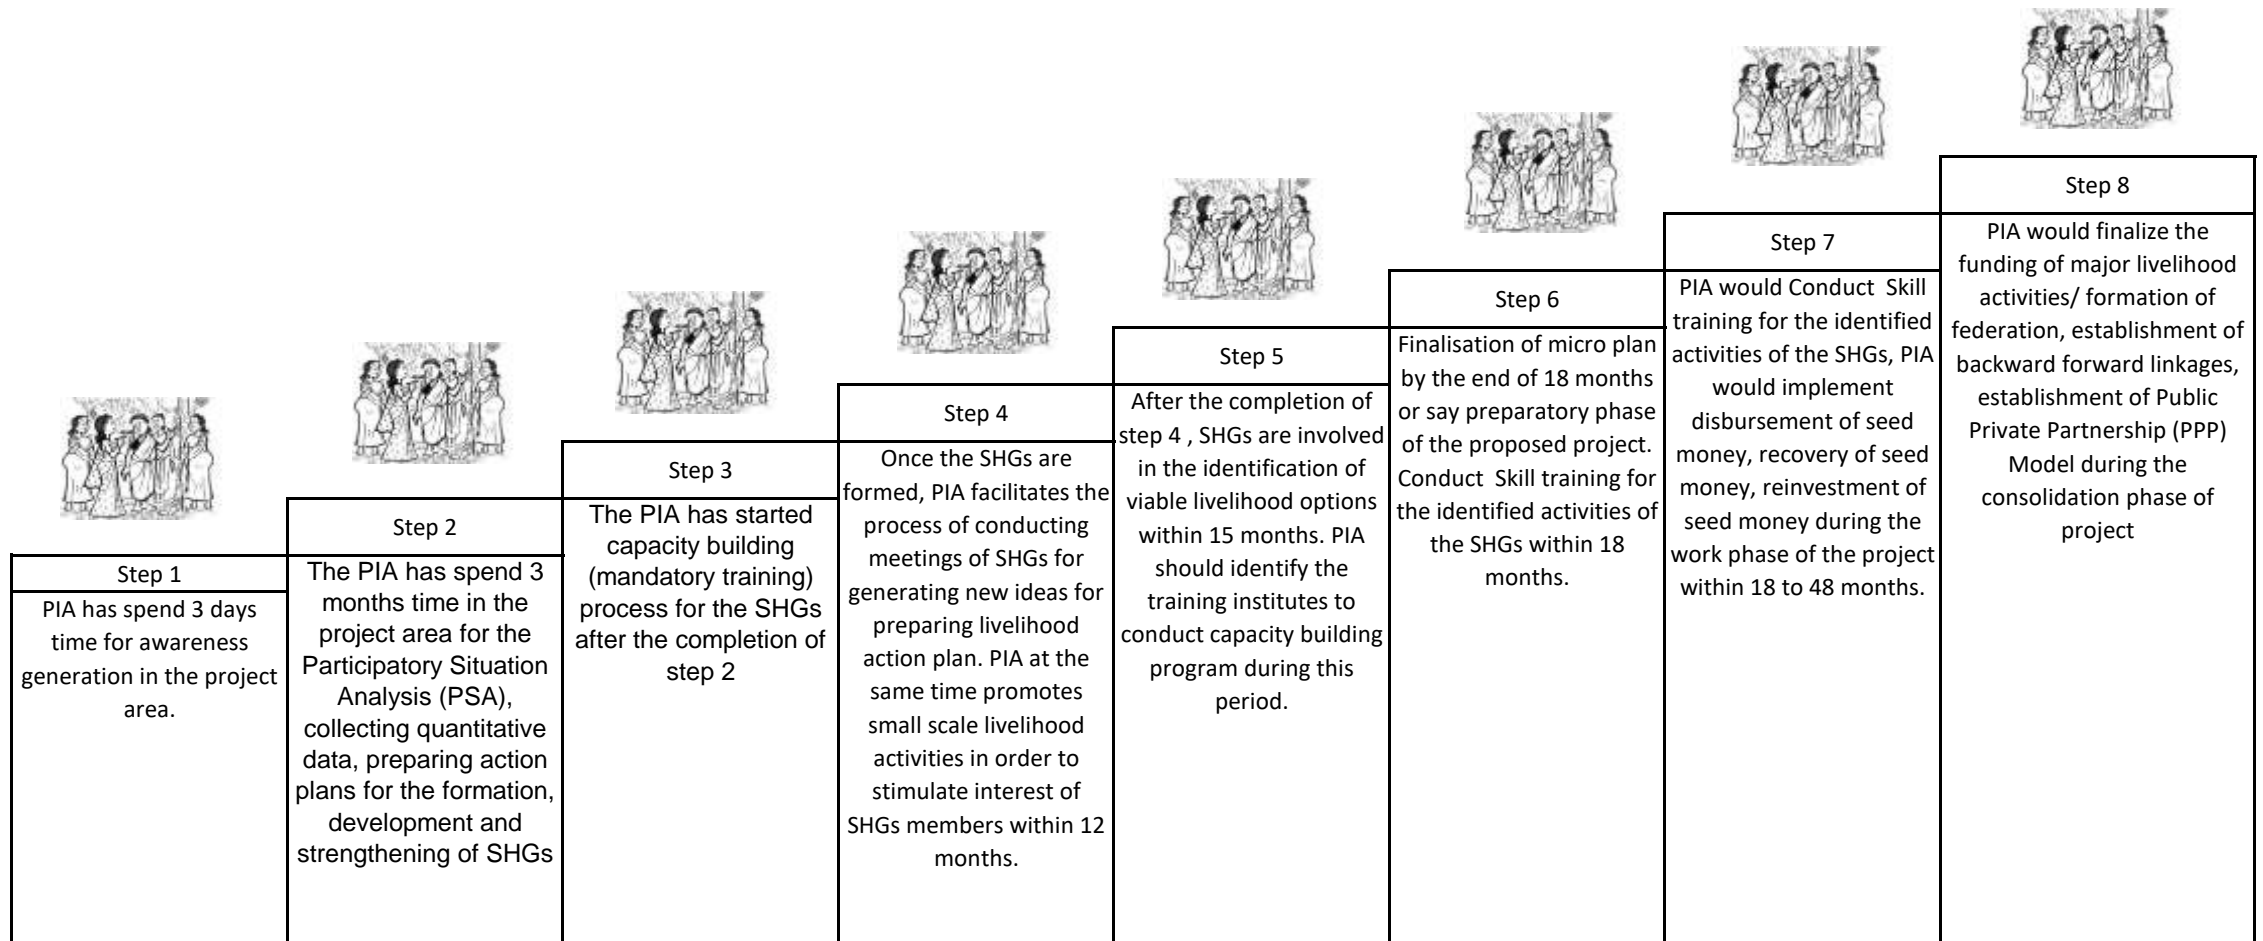 Step 1
PIA has spend 3 days
time for awareness
generation in the project
area.
Step 2
The PIA has spend 3
months time in the
project area for the
Participatory Situation
Analysis (PSA),
collecting quantitative
data, preparing action
plans for the formation,
development and
strengthening of SHGs
Step 3
The PIA has started
capacity building
(mandatory training)
process for the SHGs
after the completion of
step 2
Step 4
Once the SHGs are
formed, PIA facilitates the
process of conducting
meetings of SHGs for
generating new ideas for
preparing livelihood
action plan. PIA at the
same time promotes
small scale livelihood
activities in order to
stimulate interest of
SHGs members within 12
months.
Step 5
After the completion of
step 4 , SHGs are involved
in the identification of
viable livelihood options
within 15 months. PIA
should identify the
training institutes to
conduct capacity building
program during this
period.
Step 6
Finalisation of micro plan
by the end of 18 months
or say preparatory phase
of the proposed project.
Conduct  Skill training for
the identified activities of
the SHGs within 18
months.
Step 7
PIA would Conduct  Skill
training for the identified
activities of the SHGs, PIA
would implement
disbursement of seed
money, recovery of seed
money, reinvestment of
seed money during the
work phase of the project
within 18 to 48 months.
Step 8
PIA would finalize the
funding of major livelihood
activities/ formation of
federation, establishment of
backward forward linkages,
establishment of Public
Private Partnership (PPP)
Model during the
consolidation phase of
project